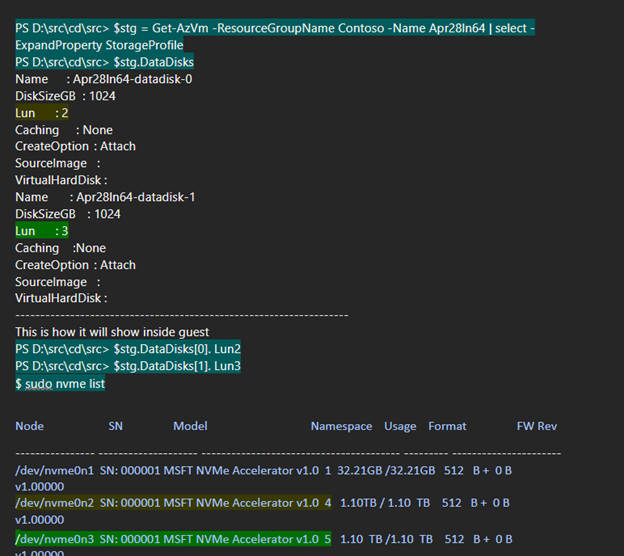 PS D:\src\cd\src> $stg = Get-AzVm -ResourceGroupName Contoso -Name Apr28ln64 | select -
ExpandProperty StorageProfile
PS D:\src\cd\src> $stg.DataDisks
Name : Apr28ln64-datadisk-0
DiskSizeGB : 1024
Lun : 2
Caching : None
CreateOption : Attach
SourceImage :
VirtualHardDisk :
Name : Apr28ln64-datadisk-1
DiskSizeGB : 1024
Lun : 3
Caching :None
CreateOption : Attach
SourceImage :
VirtualHardDisk :
------------------------------------------------------------------
This is how it will show inside guest
PS D:\src\cd\src> $stg.DataDisks[0]. Lun2
PS D:\src\cd\src> $stg.DataDisks[1]. Lun3
$ sudo nvme list
Node SN Model Namespace Usage Format FW Rev
---------------- -------------------- ---------------------------------------- --------- -------------------------- ---------------- --------
/dev/nvme0n1 SN: 000001 MSFT NVMe Accelerator v1.0 1 32.21GB /32.21GB 512 B + 0 B
v1.00000
/dev/nvme0n2 SN: 000001 MSFT NVMe Accelerator v1.0 4 1.10TB / 1.10 TB 512 B + 0 B
v1.00000
/dev/nvme0n3 SN: 000001 MSFT NVMe Accelerator v1.0 5 1.10 TB /1.10 TB 512 B + 0 B
v1.00000